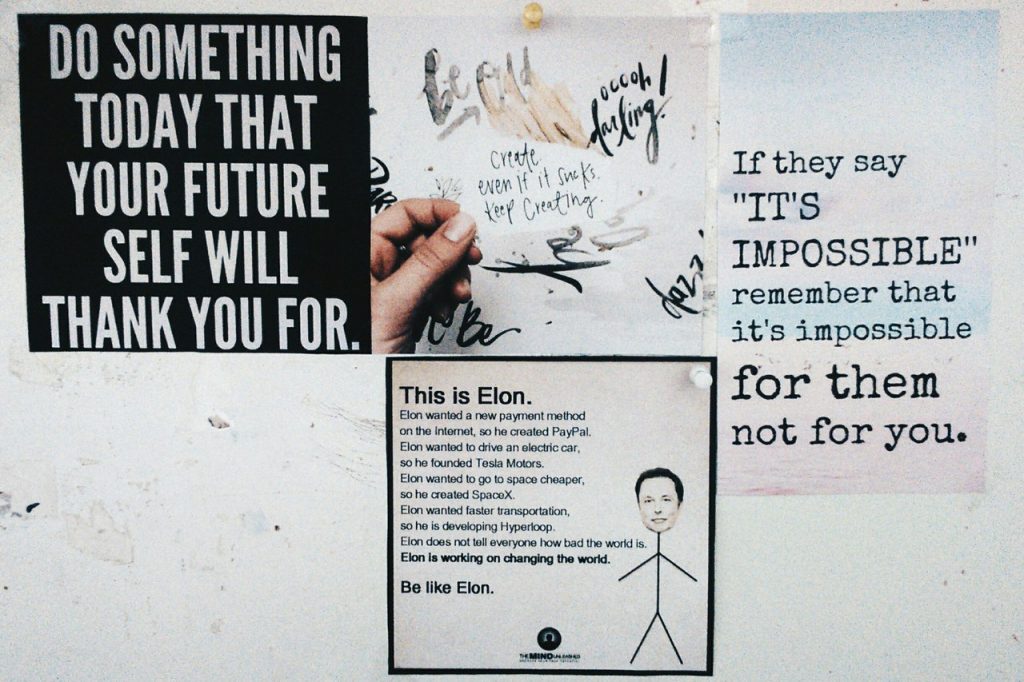 DO SOMETHING
TODAY THAT
YOUR FUTURE
SELF WILL
THANK YOU FOR.
Be
ooooh
darling!
create
even if it sucks.
keep creating.
Be
If they say
"IT'S
IMPOSSIBLE"
remember that
it's impossible
for them
not for you.
This is Elon.
Elon wanted a new payment method
on the Internet, so he created PayPal.
Elon wanted to drive an electric car,
so he founded Tesla Motors.
Elon wanted to go to space cheaper,
so he created SpaceX.
Elon wanted faster transportation,
so he is developing Hyperloop.
Elon does not tell everyone how bad the world is.
Elon is working on changing the world.
Be like Elon.
THE MIND UNLEASHED